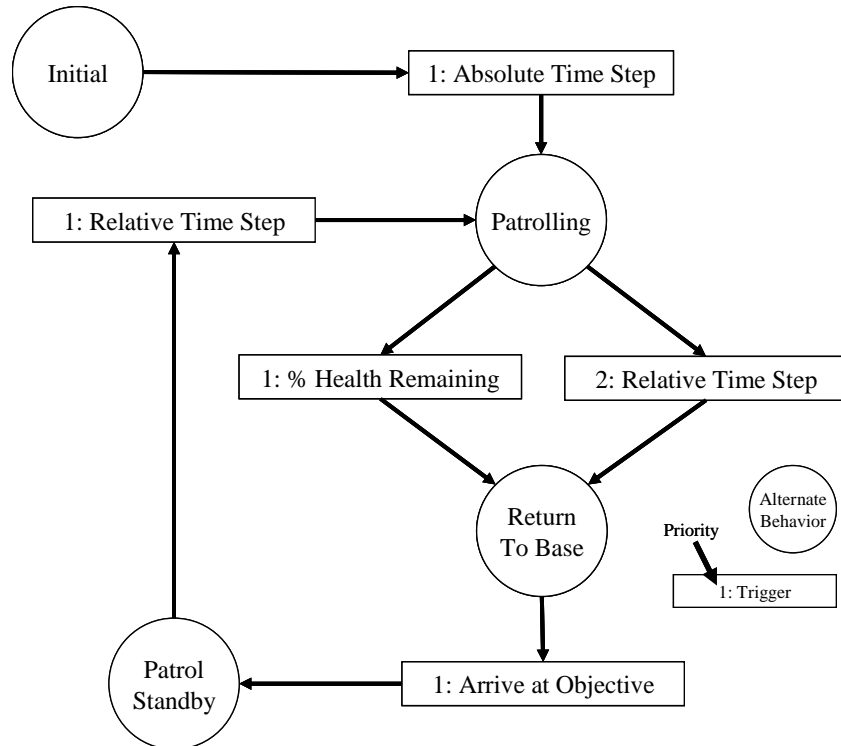 Initial
1: Absolute Time Step
1: Relative Time Step
Patrolling
1: % Health Remaining
2: Relative Time Step
Return
To Base
Alternate
Behavior
Priority
1: Trigger
Patrol
Standby
1: Arrive at Objective